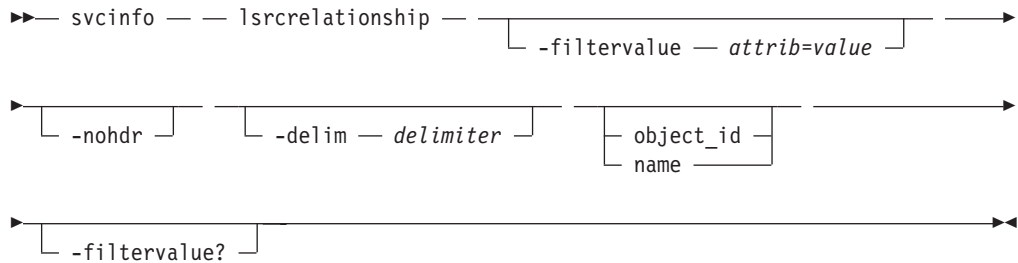 svcinfo lsrcrelationship
-filtervalue attrib=value
-nohdr -delim delimiter object_id
name
-filtervalue?